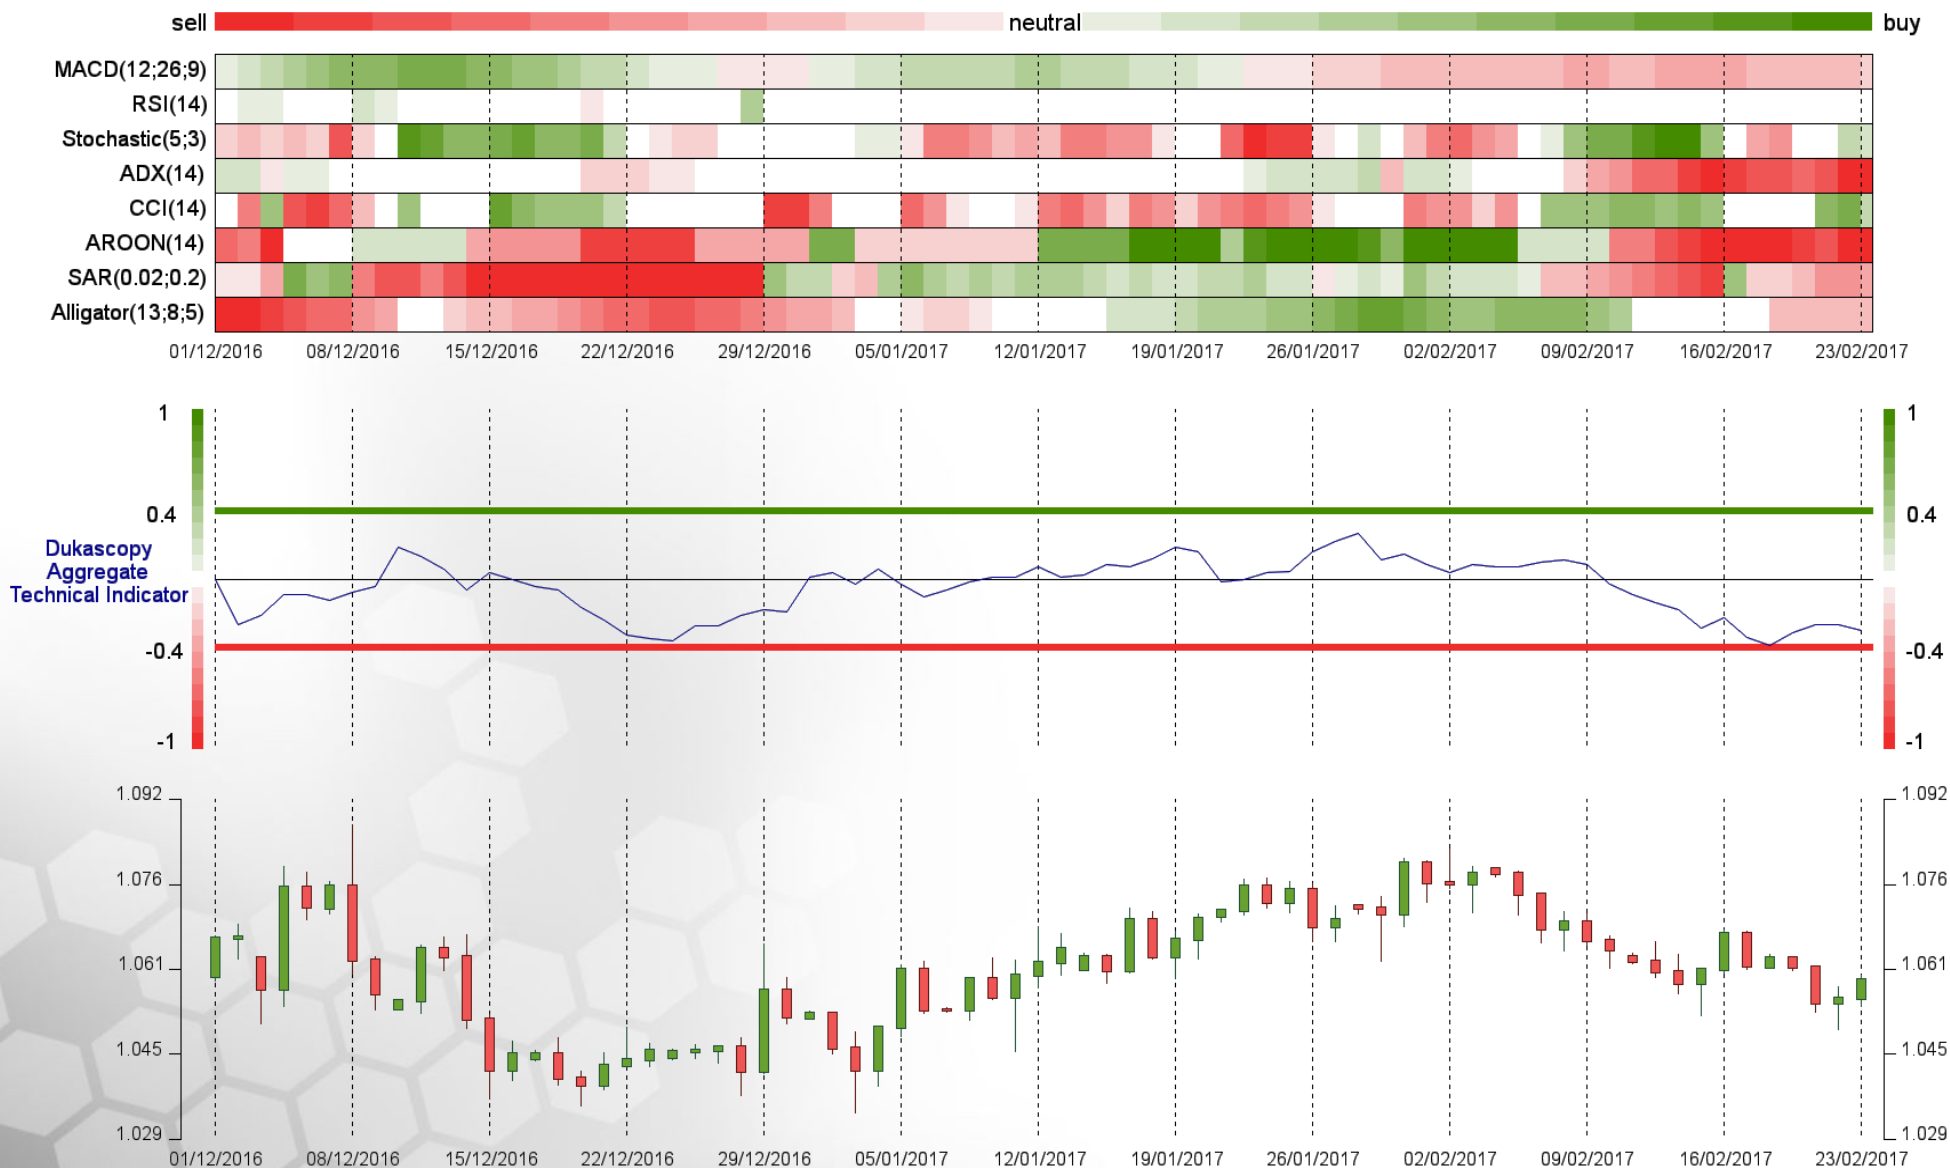 sell neutral buy
MACD(12;26;9)
RSI(14)
Stochastic(5;3)
ADX(14)
CCI(14)
AROON(14)
SAR(0.02;0.2)
Alligator(13;8;5)
01/12/2016 08/12/2016 15/12/2016 22/12/2016 29/12/2016 05/01/2017 12/01/2017 19/01/2017 26/01/2017 02/02/2017 09/02/2017 16/02/2017 23/02/2017
1 1
0.4 0.4
Dukascopy
Aggregate
Technical Indicator
-0.4 -0.4
-1 -1
1.092 1.092
1.076 1.076
1.061 1.061
1.045 1.045
1.029 1.029
01/12/2016 08/12/2016 15/12/2016 22/12/2016 29/12/2016 05/01/2017 12/01/2017 19/01/2017 26/01/2017 02/02/2017 09/02/2017 16/02/2017 23/02/2017